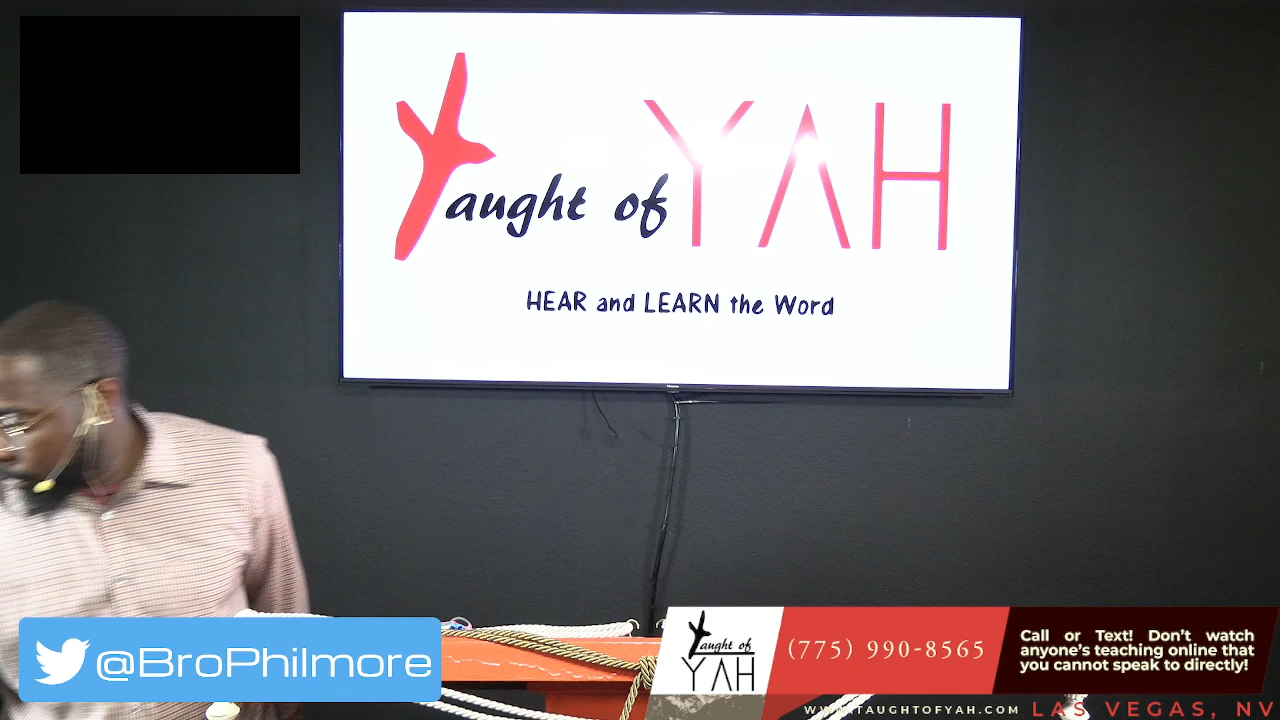 Taught of YAH
HEAR and LEARN the Word
Hisense
@BroPhilmore
Taught of
YAH
(775) 990-8565
Call or Text! Don't watch
anyone's teaching online that
you cannot speak to directly!
WWW.TAUGHTOFYAH.COM
LAS VEGAS, NV